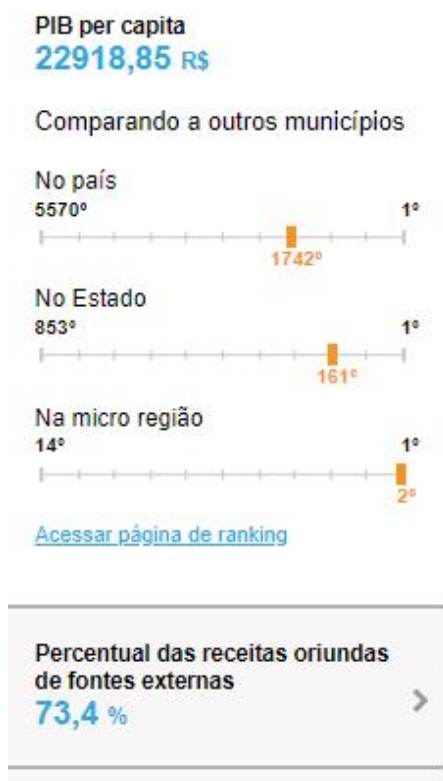 PIB per capita
22918,85 R$
Comparando a outros municípios
No país
5570º 1º
1742º
No Estado
853º 1º
161º
Na micro região
14º 1º
2º
Acessar página de ranking
Percentual das receitas oriundas
de fontes externas
73,4 %